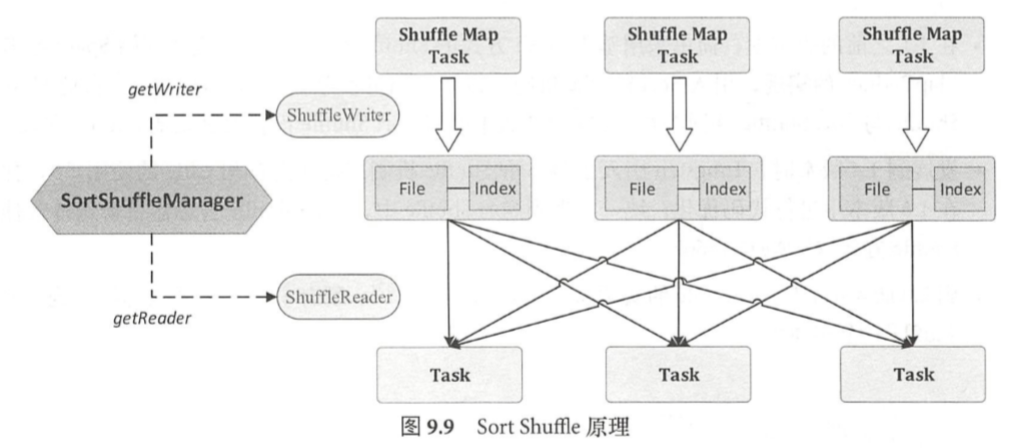 Shuffle Map
Task
Shuffle Map
Task
Shuffle Map
Task
getWriter
ShuffleWriter
SortShuffleManager
File
Index
File
Index
File
Index
getReader
ShuffleReader
Task
Task
Task
图 9.9 Sort Shuffle 原理